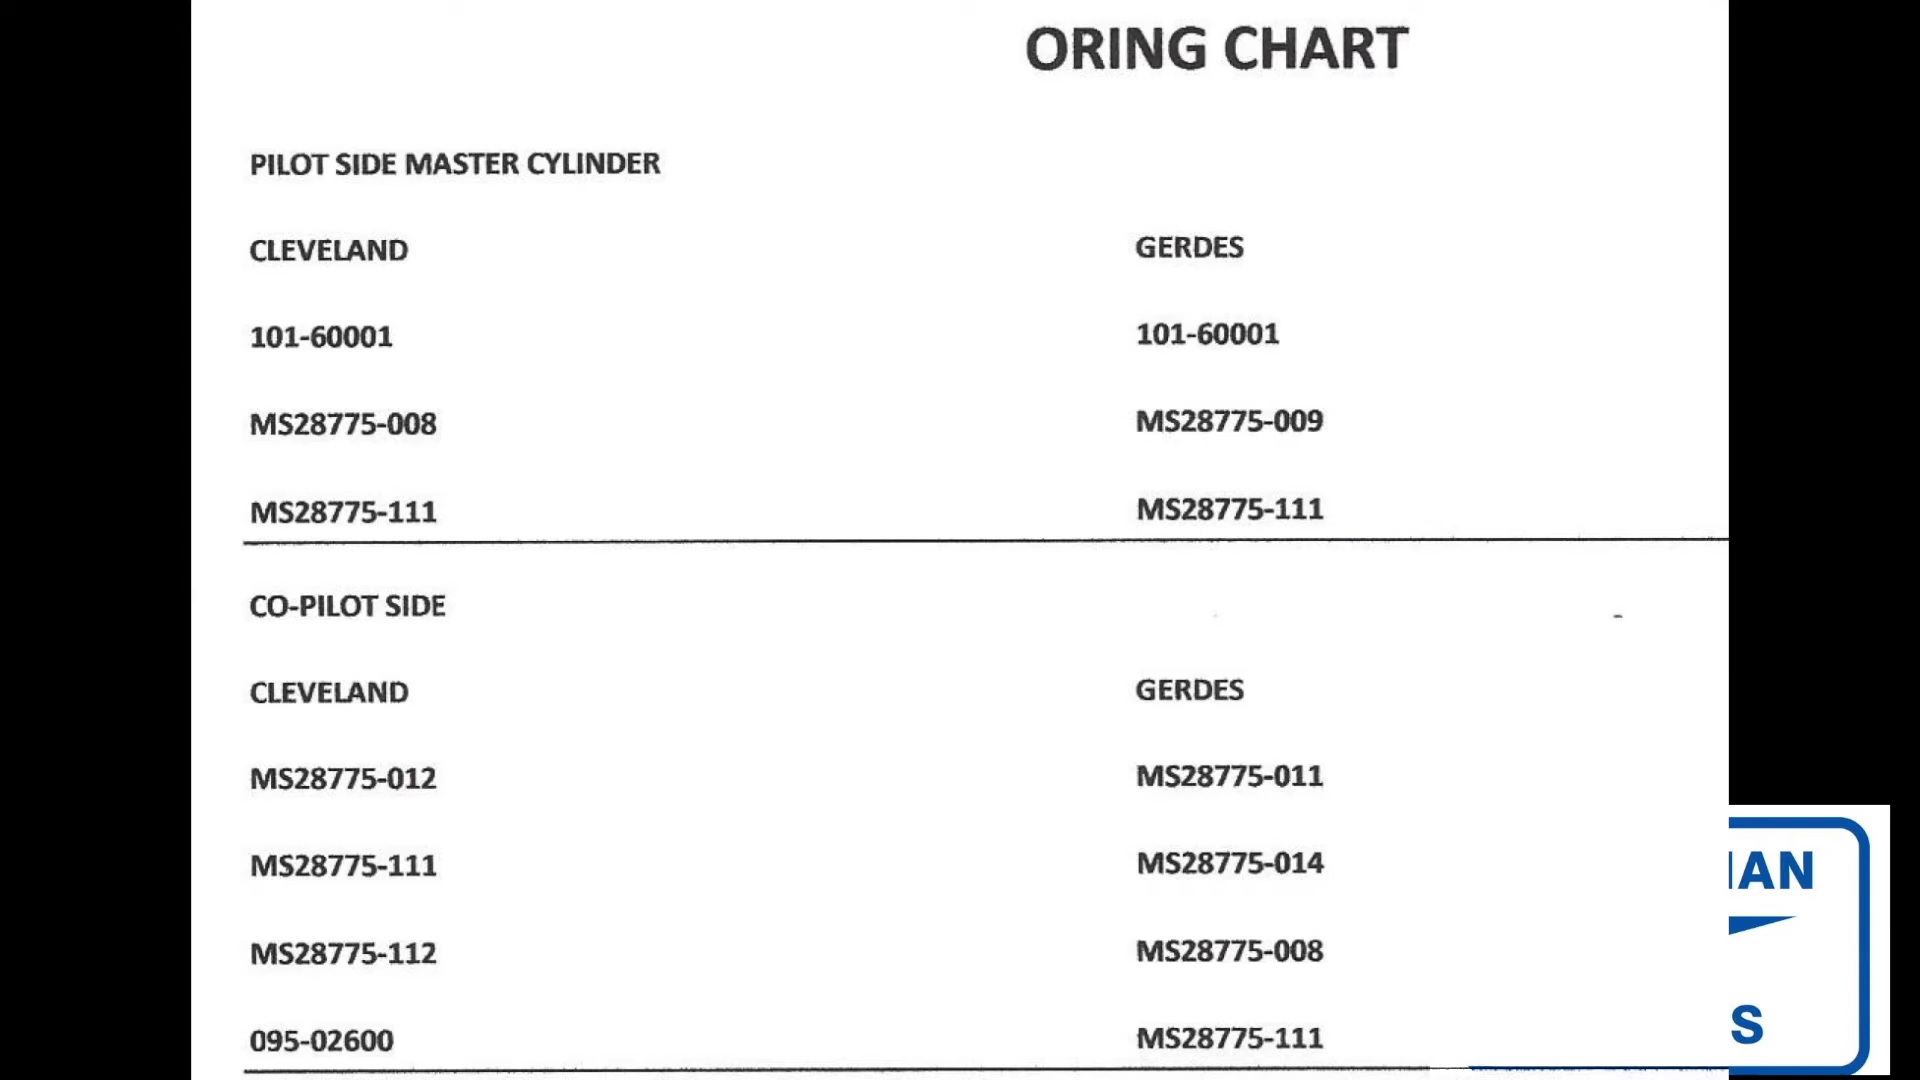 ORING CHART
PILOT SIDE MASTER CYLINDER
CLEVELAND GERDES
101-60001 101-60001
MS28775-008 MS28775-009
MS28775-111 MS28775-111
CO-PILOT SIDE
CLEVELAND GERDES
MS28775-012 MS28775-011
MS28775-111 MS28775-014
MS28775-112 MS28775-008
095-02600 MS28775-111